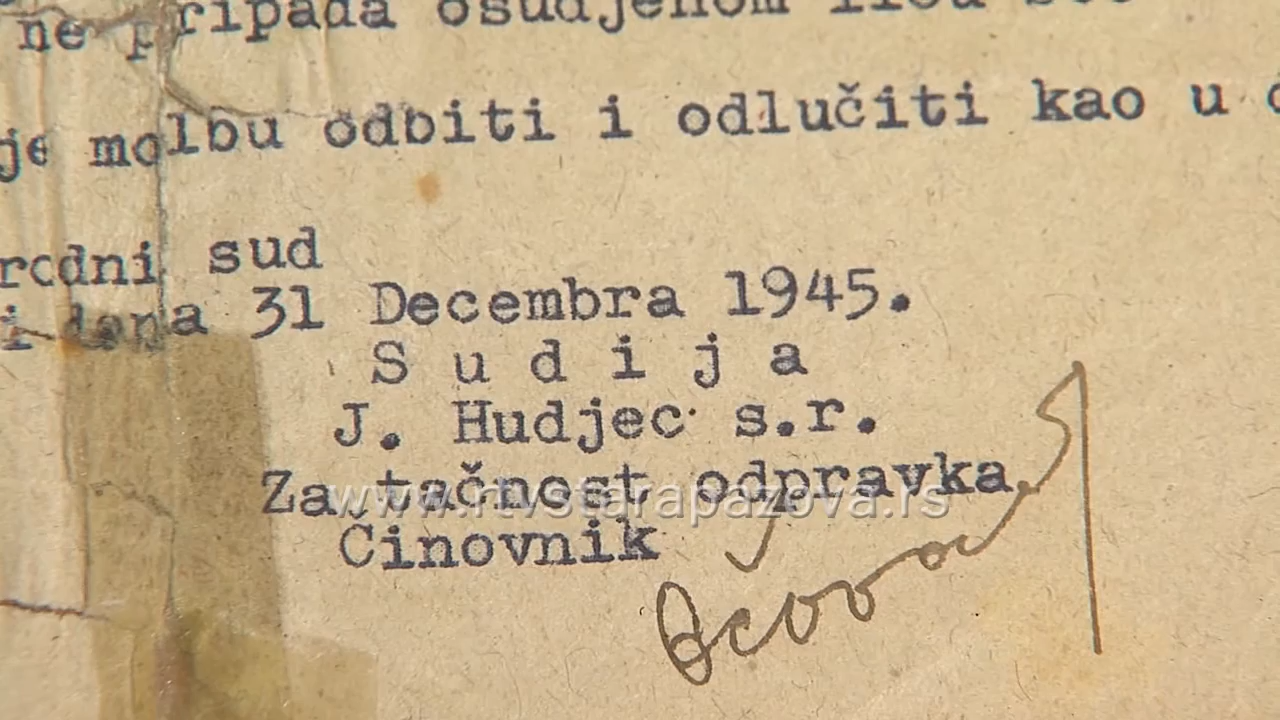 ne pripada osudjenom licu
je molbu odbiti i odlučiti kao u
rodni sud
i dana 31 Decembra 1945.
S u d i j a
J. Hudjec s.r.
Za tačnost odpravka
Činovnik
www.rtvstarapazova.rs